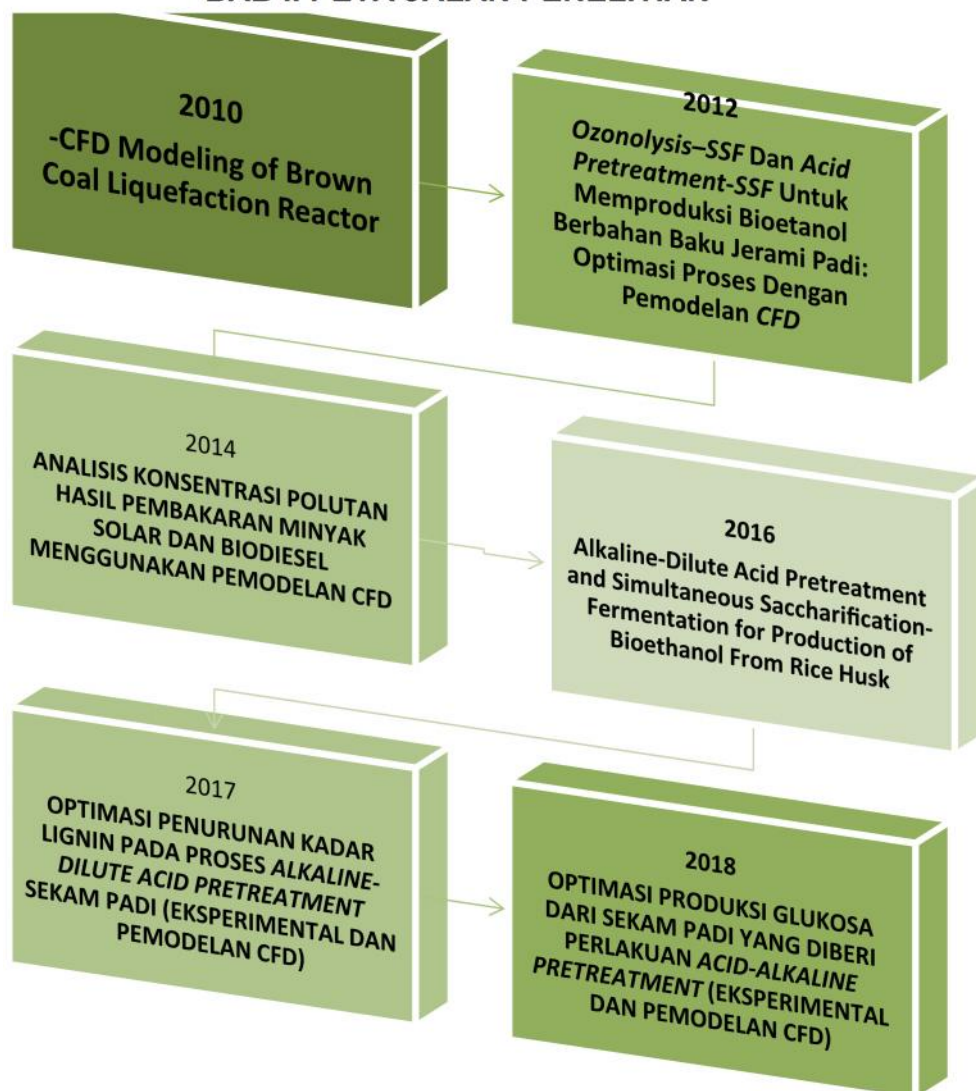 2010
-CFD Modeling of Brown
Coal Liquefaction Reactor
2012
Ozonolysis–SSF Dan Acid
Pretreatment-SSF Untuk
Memproduksi Bioetanol
Berbahan Baku Jerami Padi:
Optimasi Proses Dengan
Pemodelan CFD
2014
ANALISIS KONSENTRASI POLUTAN
HASIL PEMBAKARAN MINYAK
SOLAR DAN BIODIESEL
MENGGUNAKAN PEMODELAN CFD
2016
Alkaline-Dilute Acid Pretreatment
and Simultaneous Saccharification-
Fermentation for Production of
Bioethanol From Rice Husk
2017
OPTIMASI PENURUNAN KADAR
LIGNIN PADA PROSES ALKALINE-
DILUTE ACID PRETREATMENT
SEKAM PADI (EKSPERIMENTAL DAN
PEMODELAN CFD)
2018
OPTIMASI PRODUKSI GLUKOSA
DARI SEKAM PADI YANG DIBERI
PERLAKUAN ACID-ALKALINE
PRETREATMENT (EKSPERIMENTAL
DAN PEMODELAN CFD)